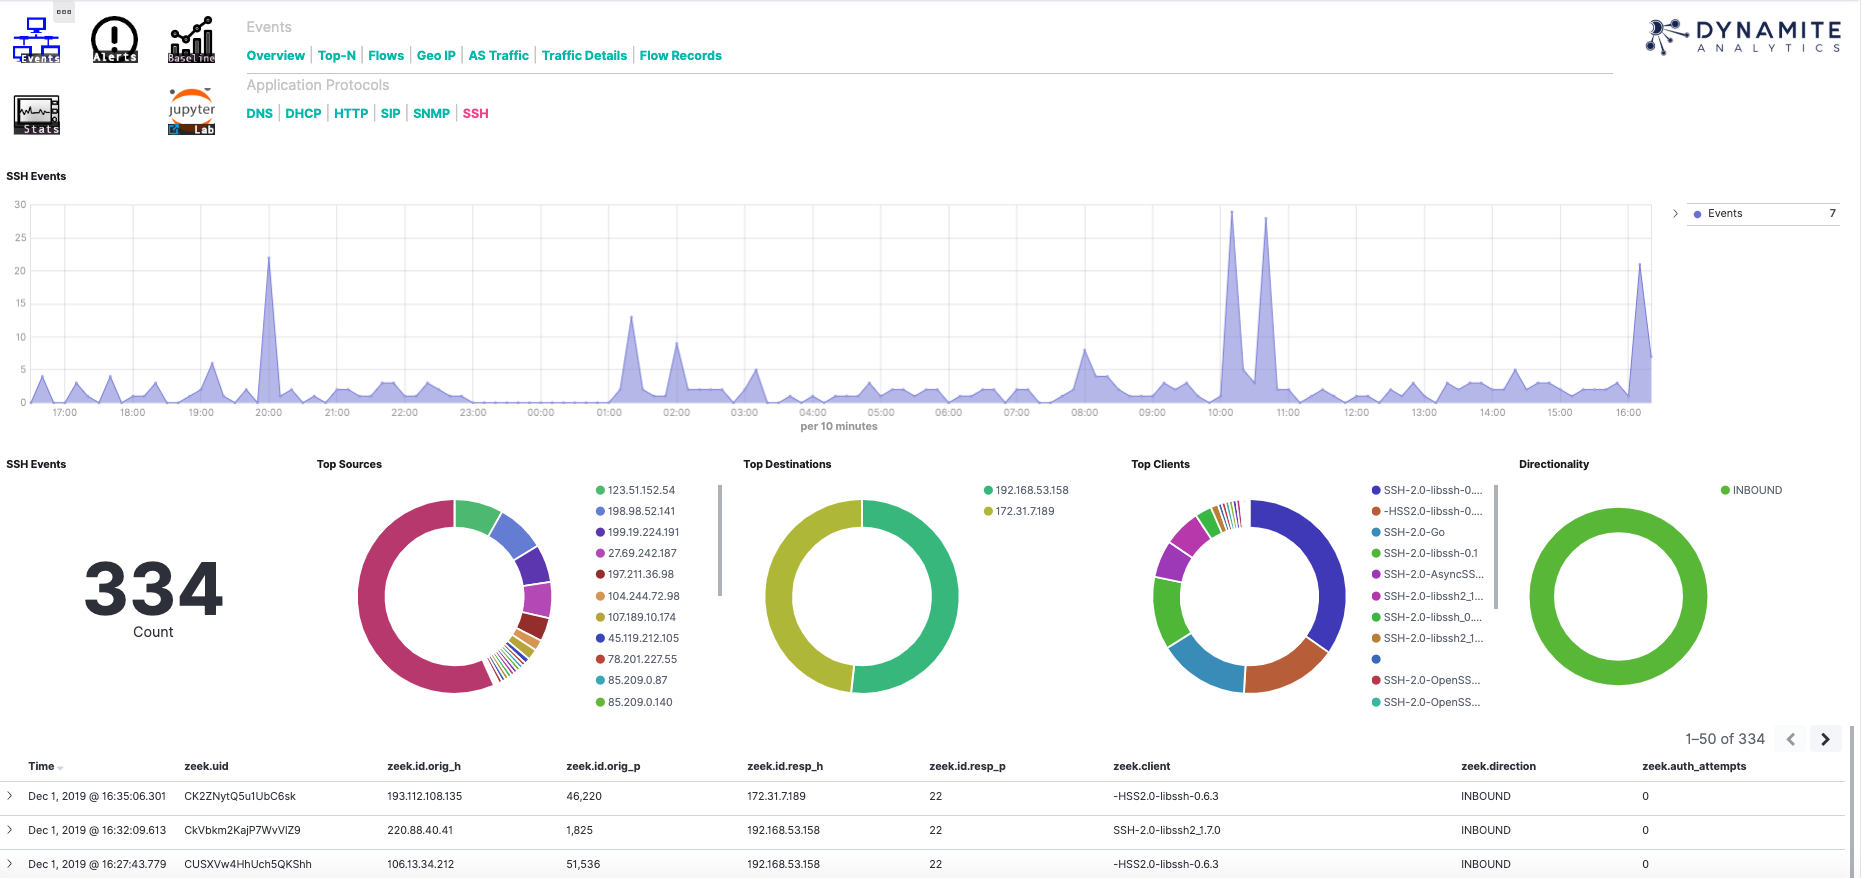 Events
Alerts
Baseline
Stats
jupyter
Lab
Events
Overview | Top-N | Flows | Geo IP | AS Traffic | Traffic Details | Flow Records
Application Protocols
DNS | DHCP | HTTP | SIP | SNMP | SSH
DYNAMITE
ANALYTICS
SSH Events
30
25
20
15
10
5
0
17:00 18:00 19:00 20:00 21:00 22:00 23:00 00:00 01:00 02:00 03:00 04:00 05:00 06:00 07:00 08:00 09:00 10:00 11:00 12:00 13:00 14:00 15:00 16:00
per 10 minutes
Events 7
SSH Events
334
Count
Top Sources
123.51.152.54
198.98.52.141
199.19.224.191
27.69.242.187
197.211.36.98
104.244.72.98
107.189.10.174
45.119.212.105
78.201.227.55
85.209.0.87
85.209.0.140
Top Destinations
192.168.53.158
172.31.7.189
Top Clients
SSH-2.0-libssh-0....
-HSS2.0-libssh-0....
SSH-2.0-Go
SSH-2.0-libssh-0.1
SSH-2.0-AsyncSS...
SSH-2.0-libssh2_1...
SSH-2.0-libssh_0....
SSH-2.0-libssh2_1...
SSH-2.0-OpenSS...
SSH-2.0-OpenSS...
Directionality
INBOUND
1–50 of 334
Time zeek.uid zeek.id.orig_h zeek.id.orig_p zeek.id.resp_h zeek.id.resp_p zeek.client zeek.direction zeek.auth_attempts
Dec 1, 2019 @ 16:35:06.301 CK2ZNytQ5u1UbC6sk 193.112.108.135 46,220 172.31.7.189 22 -HSS2.0-libssh-0.6.3 INBOUND 0
Dec 1, 2019 @ 16:32:09.613 CkVbkm2KajP7WvVlZ9 220.88.40.41 1,825 192.168.53.158 22 SSH-2.0-libssh2_1.7.0 INBOUND 0
Dec 1, 2019 @ 16:27:43.779 CUSXVw4HhUch5QKShh 106.13.34.212 51,536 192.168.53.158 22 -HSS2.0-libssh-0.6.3 INBOUND 0